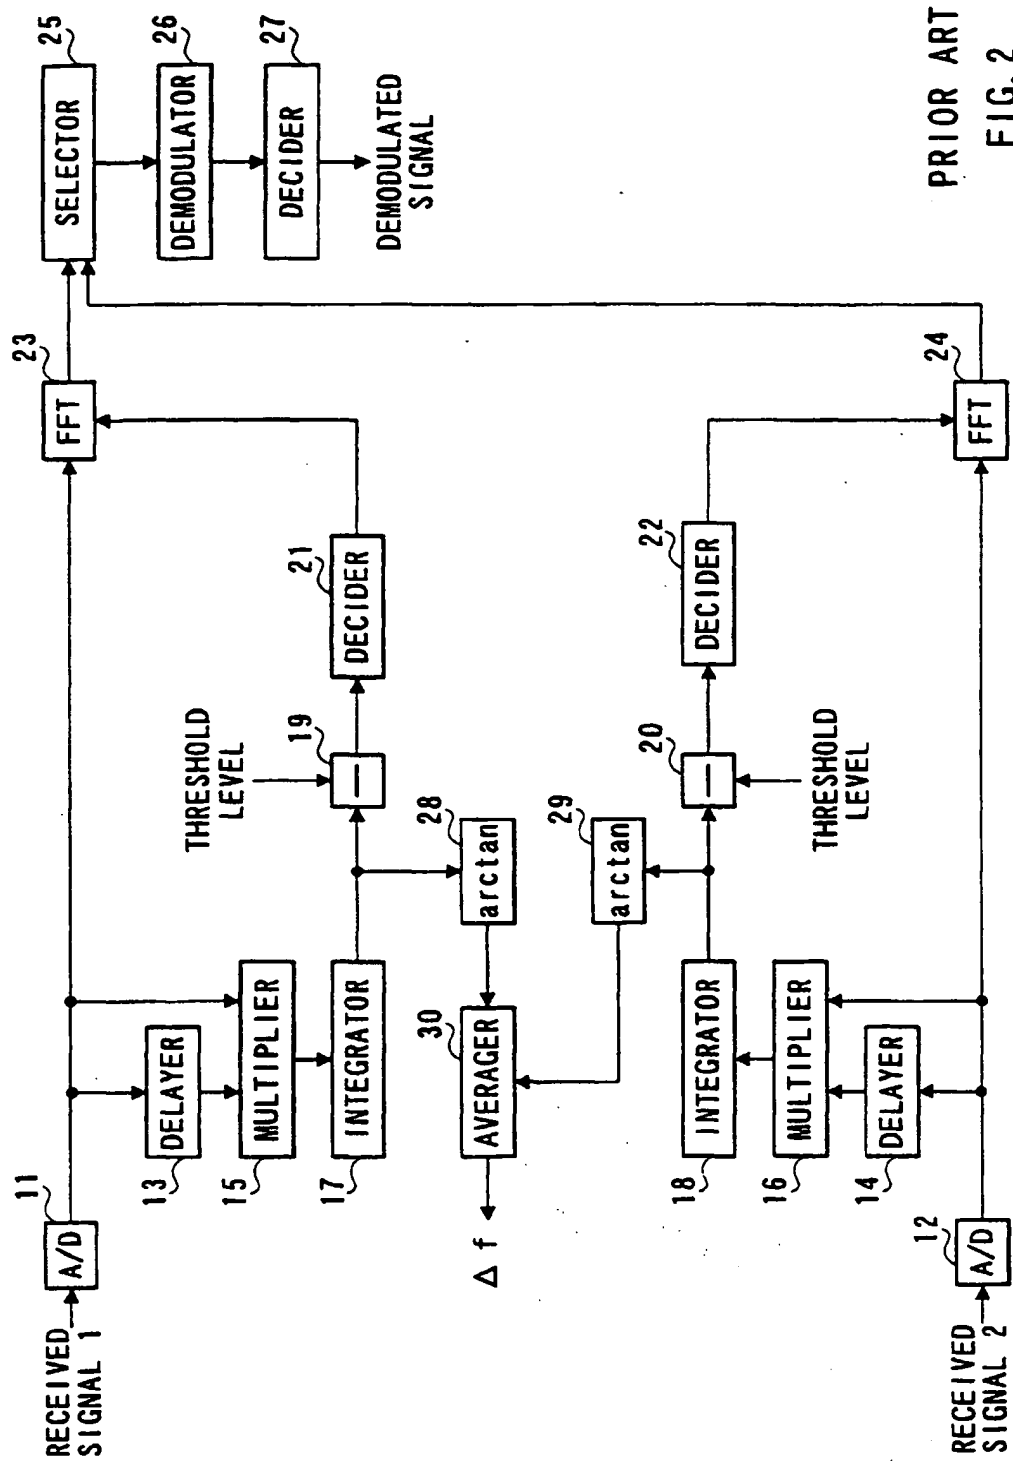 RECEIVED
SIGNAL 1
A/D
11
DELAYER
13
MULTIPLIER
15
INTEGRATOR
17
THRESHOLD
LEVEL
19
—
DECIDER
21
FFT
23
SELECTOR
25
DEMODULATOR
26
DECIDER
27
DEMODULATED
SIGNAL
arctan
28
AVERAGER
30
Δ f
arctan
29
INTEGRATOR
18
MULTIPLIER
16
DELAYER
14
20
—
THRESHOLD
LEVEL
DECIDER
22
FFT
24
RECEIVED
SIGNAL 2
A/D
12
PRIOR ART
FIG. 2